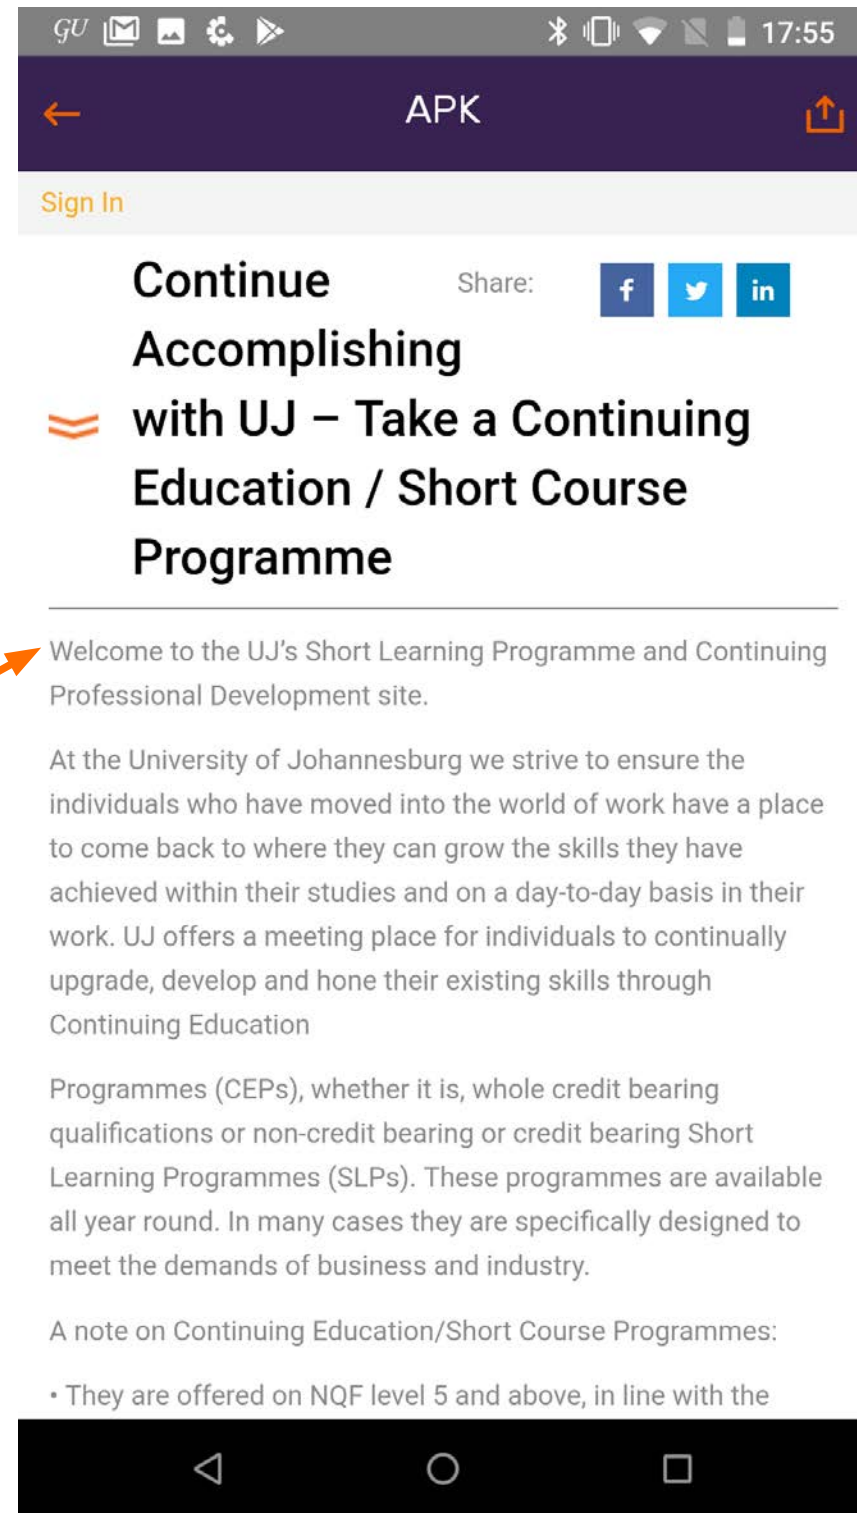 GU 17:55
APK
Sign In
Continue Share: f in
Accomplishing
with UJ – Take a Continuing
Education / Short Course
Programme
Welcome to the UJ’s Short Learning Programme and Continuing
Professional Development site.
At the University of Johannesburg we strive to ensure the
individuals who have moved into the world of work have a place
to come back to where they can grow the skills they have
achieved within their studies and on a day-to-day basis in their
work. UJ offers a meeting place for individuals to continually
upgrade, develop and hone their existing skills through
Continuing Education
Programmes (CEPs), whether it is, whole credit bearing
qualifications or non-credit bearing or credit bearing Short
Learning Programmes (SLPs). These programmes are available
all year round. In many cases they are specifically designed to
meet the demands of business and industry.
A note on Continuing Education/Short Course Programmes:
• They are offered on NQF level 5 and above, in line with the